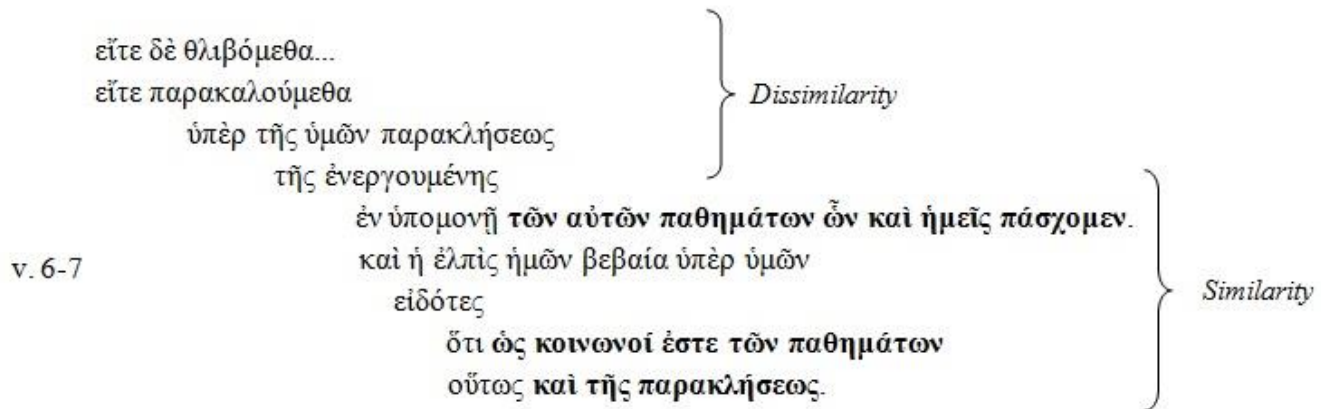 εἴτε δὲ θλιβόμεθα...
εἴτε παρακαλούμεθα
Dissimilarity
ὑπὲρ τῆς ὑμῶν παρακλήσεως
τῆς ἐνεργουμένης
ἐν ὑπομονῇ τῶν αὐτῶν παθημάτων ὧν καὶ ἡμεῖς πάσχομεν.
v. 6-7
καὶ ἡ ἐλπὶς ἡμῶν βεβαία ὑπὲρ ὑμῶν
εἰδότες
Similarity
ὅτι ὡς κοινωνοί ἐστε τῶν παθημάτων
οὕτως καὶ τῆς παρακλήσεως.